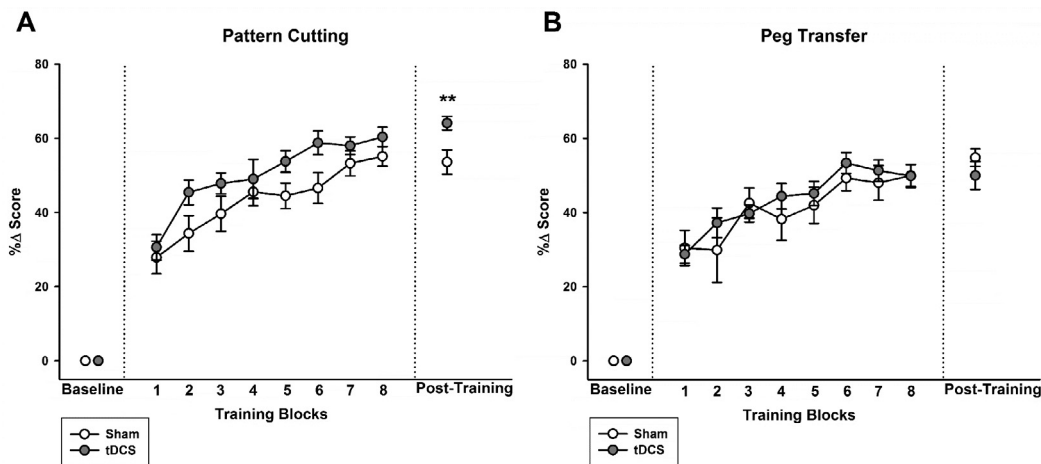 A
Pattern Cutting
%Δ Score
80
60
40
20
0
**
Baseline
1 2 3 4 5 6 7 8
Post-Training
Training Blocks
Sham
tDCS
B
Peg Transfer
%Δ Score
80
60
40
20
0
Baseline
1 2 3 4 5 6 7 8
Post-Training
Training Blocks
Sham
tDCS